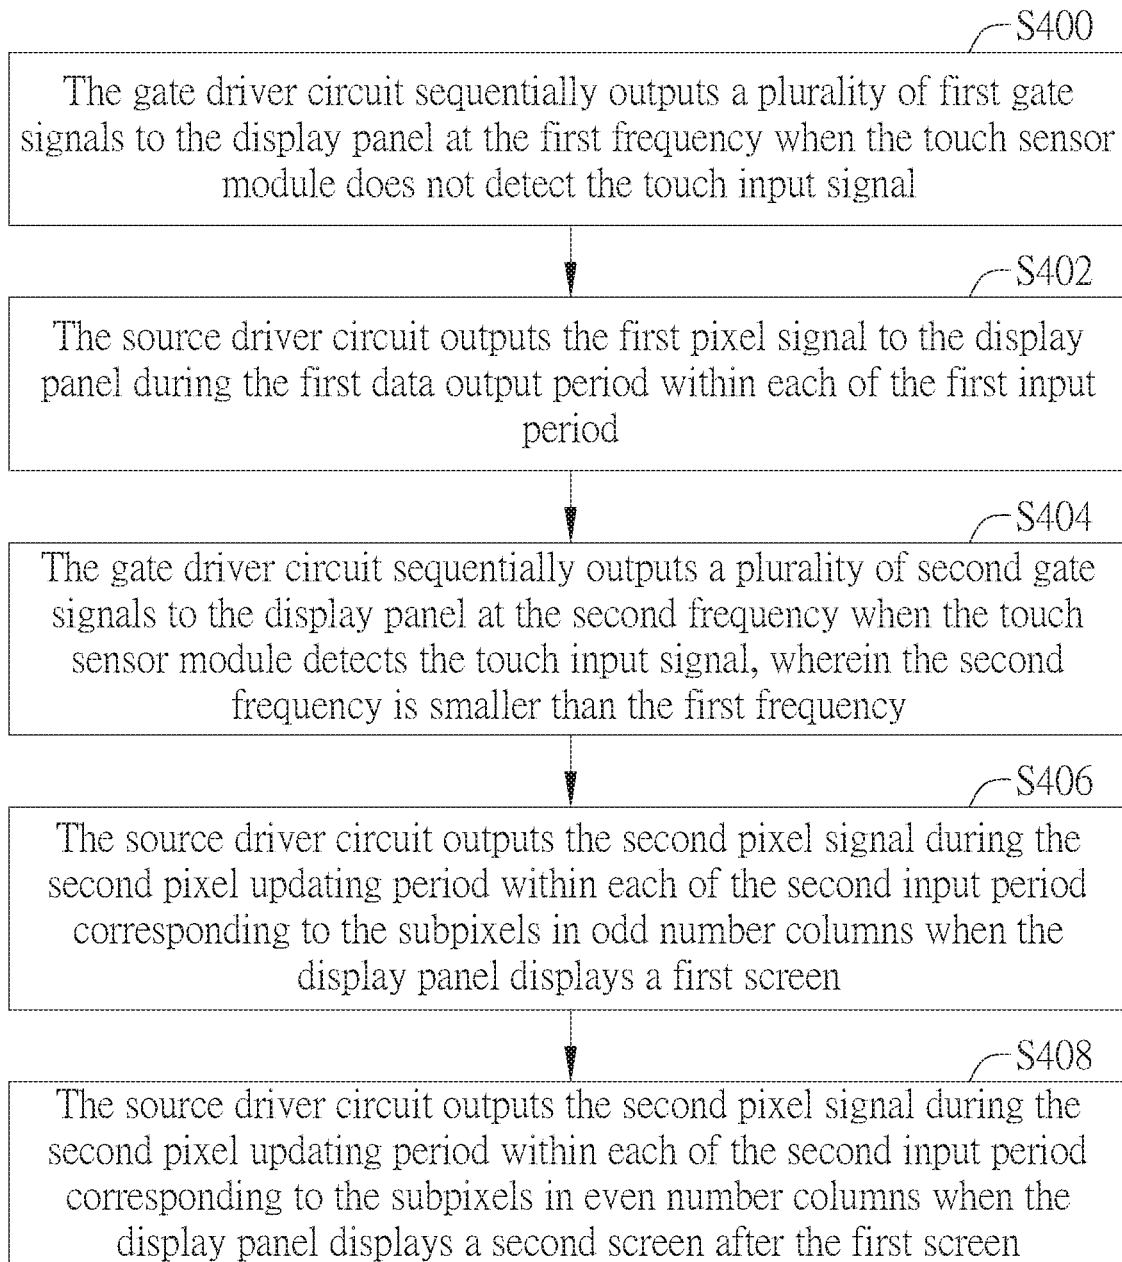 S400
The gate driver circuit sequentially outputs a plurality of first gate
signals to the display panel at the first frequency when the touch sensor
module does not detect the touch input signal
S402
The source driver circuit outputs the first pixel signal to the display
panel during the first data output period within each of the first input
period
S404
The gate driver circuit sequentially outputs a plurality of second gate
signals to the display panel at the second frequency when the touch
sensor module detects the touch input signal, wherein the second
frequency is smaller than the first frequency
S406
The source driver circuit outputs the second pixel signal during the
second pixel updating period within each of the second input period
corresponding to the subpixels in odd number columns when the
display panel displays a first screen
S408
The source driver circuit outputs the second pixel signal during the
second pixel updating period within each of the second input period
corresponding to the subpixels in even number columns when the
display panel displays a second screen after the first screen